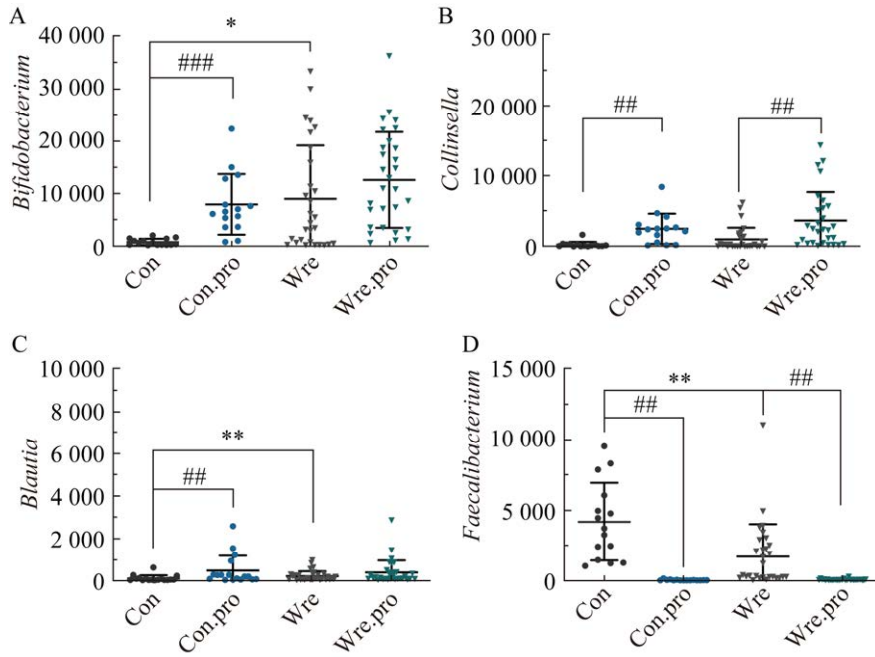 A
Bifidobacterium
40 000
30 000
20 000
10 000
0
*
###
Con
Con.pro
Wre
Wre.pro
B
Collinsella
30 000
20 000
10 000
0
##
##
Con
Con.pro
Wre
Wre.pro
C
Blautia
10 000
8 000
6 000
4 000
2 000
0
**
##
Con
Con.pro
Wre
Wre.pro
D
Faecalibacterium
15 000
10 000
5 000
0
**
##
##
Con
Con.pro
Wre
Wre.pro